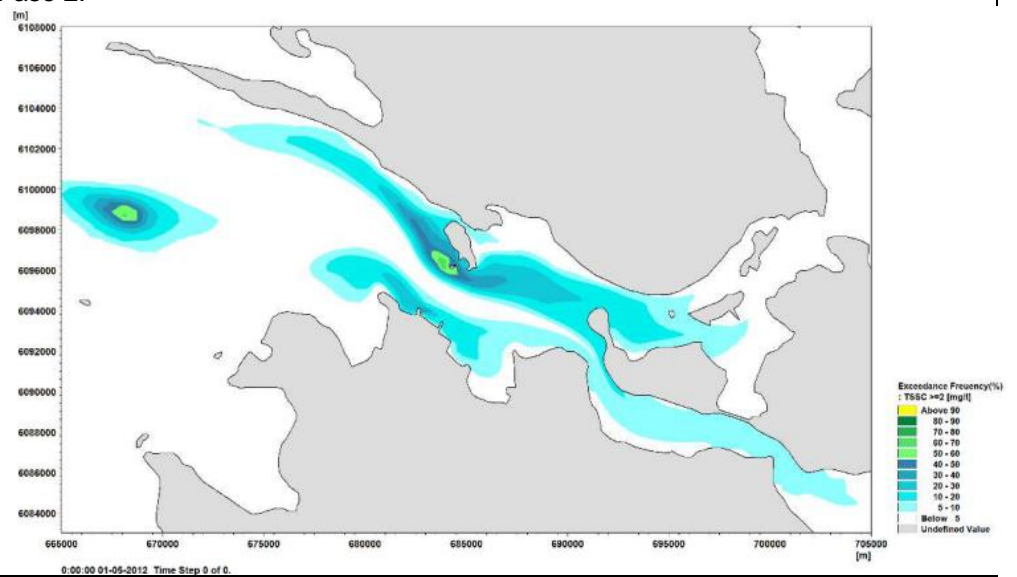 [m]
6108000
6106000
6104000
6102000
6100000
6098000
6096000
6094000
6092000
6090000
6088000
6086000
6084000
665000 670000 675000 680000 685000 690000 695000 700000 705000
[m]
Exceedance Freuency(%)
: TSSC >=2 [mg/l]
Above 90
80 - 90
70 - 80
60 - 70
50 - 60
40 - 50
30 - 40
20 - 30
10 - 20
5 - 10
Below 5
Undefined Value
0:00:00 01-05-2012 Time Step 0 of 0.